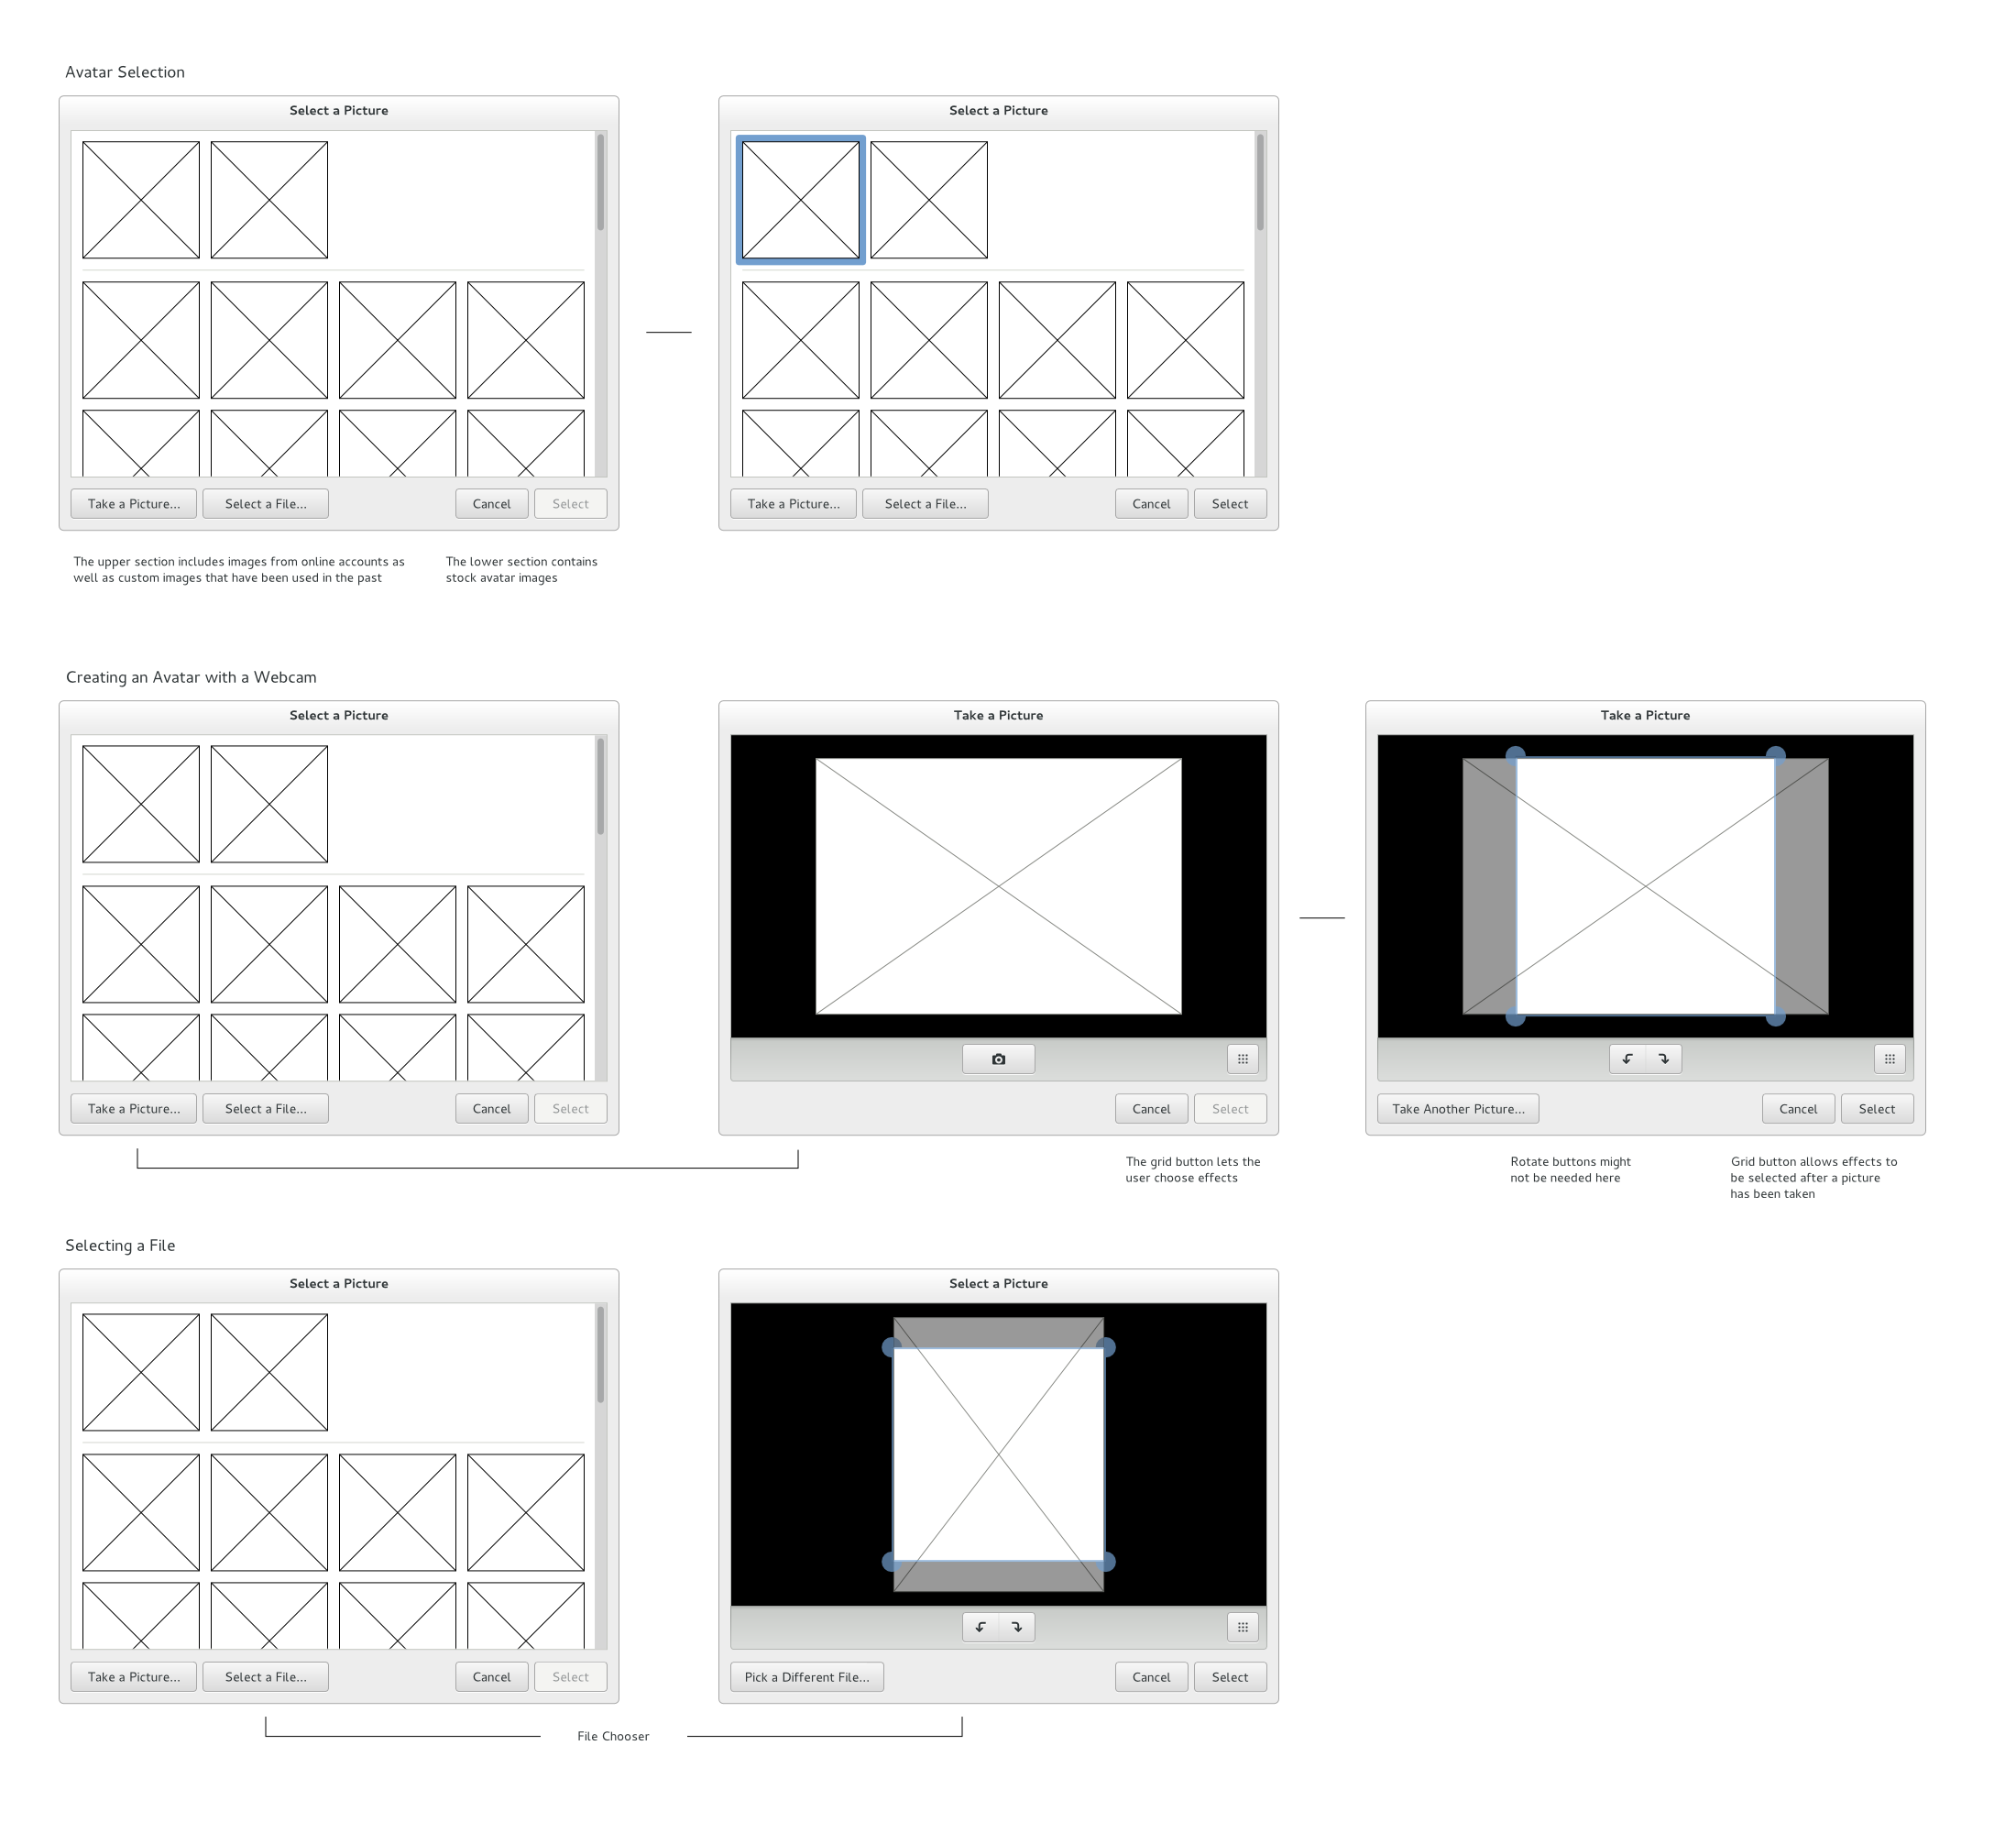 Avatar Selection
Select a Picture
Take a Picture...
Select a File...
Cancel
Select
Select a Picture
Take a Picture...
Select a File...
Cancel
Select
The upper section includes images from online accounts as
well as custom images that have been used in the past
The lower section contains
stock avatar images
Creating an Avatar with a Webcam
Select a Picture
Take a Picture...
Select a File...
Cancel
Select
Take a Picture
Cancel
Select
The grid button lets the
user choose effects
Take a Picture
Take Another Picture...
Cancel
Select
Rotate buttons might
not be needed here
Grid button allows effects to
be selected after a picture
has been taken
Selecting a File
Select a Picture
Take a Picture...
Select a File...
Cancel
Select
Select a Picture
Pick a Different File...
Cancel
Select
File Chooser